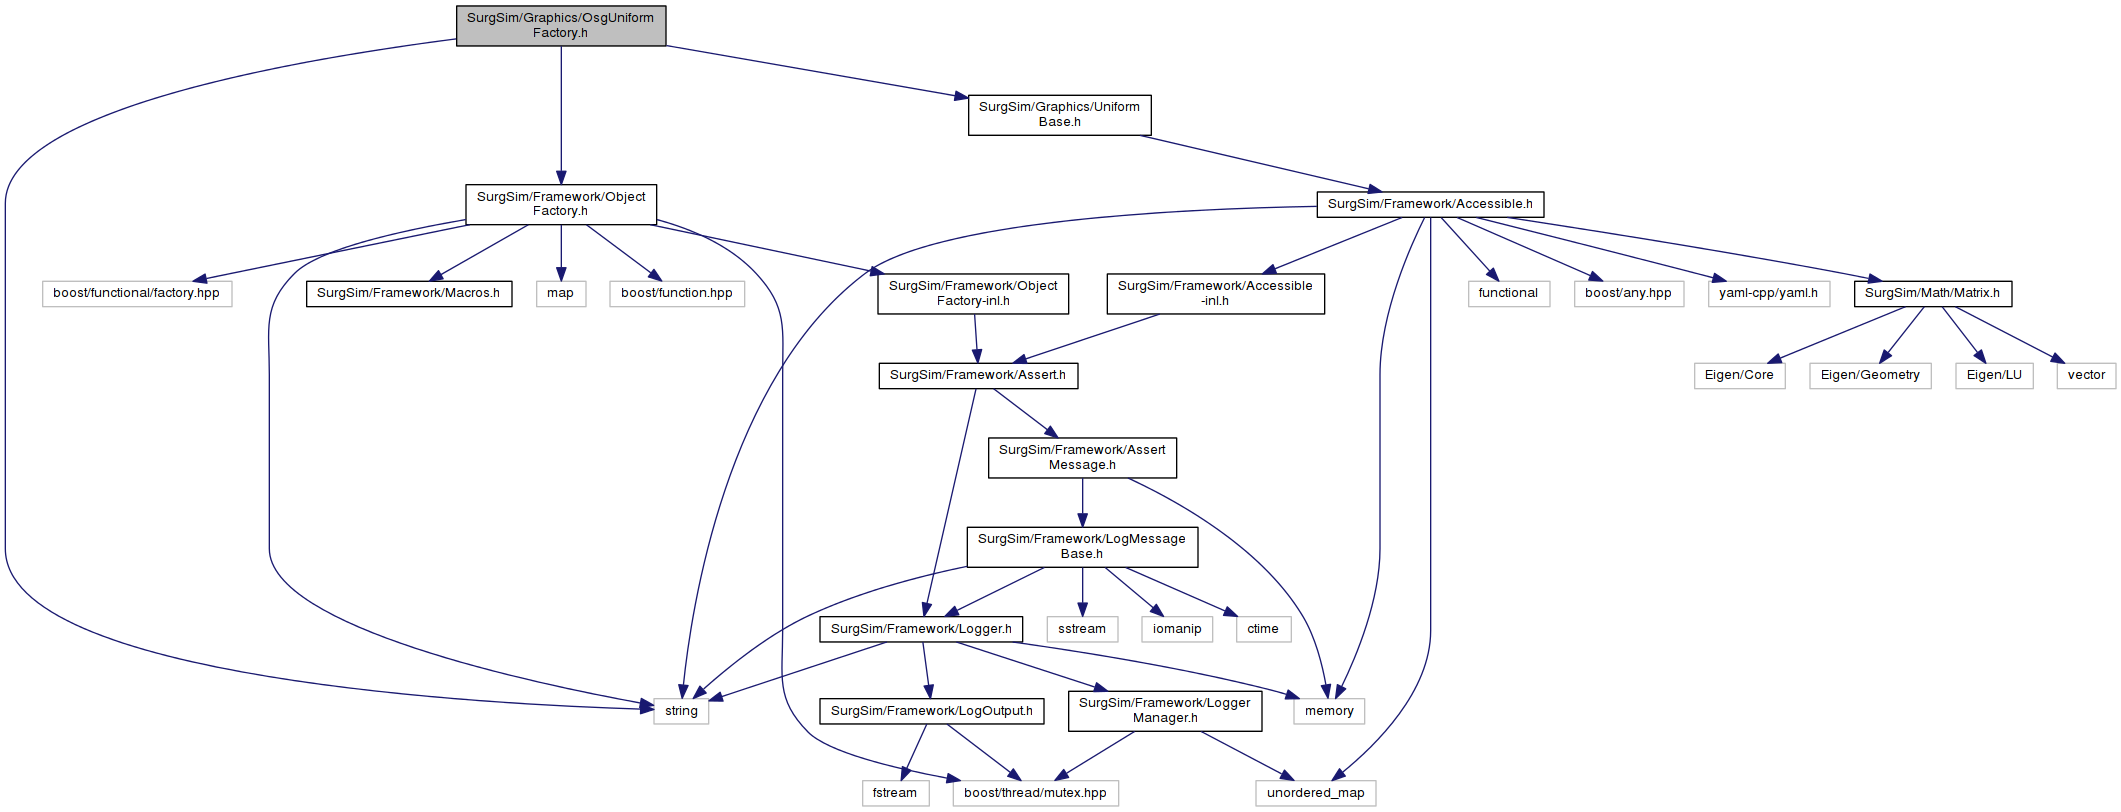 SurgSim/Graphics/OsgUniform
Factory.h
SurgSim/Graphics/Uniform
Base.h
SurgSim/Framework/Object
Factory.h
SurgSim/Framework/Accessible.h
boost/functional/factory.hpp
SurgSim/Framework/Macros.h
map
boost/function.hpp
SurgSim/Framework/Object
Factory-inl.h
SurgSim/Framework/Accessible
-inl.h
functional
boost/any.hpp
yaml-cpp/yaml.h
SurgSim/Math/Matrix.h
SurgSim/Framework/Assert.h
Eigen/Core
Eigen/Geometry
Eigen/LU
vector
SurgSim/Framework/Assert
Message.h
SurgSim/Framework/LogMessage
Base.h
SurgSim/Framework/Logger.h
sstream
iomanip
ctime
string
SurgSim/Framework/LogOutput.h
SurgSim/Framework/Logger
Manager.h
memory
fstream
boost/thread/mutex.hpp
unordered_map